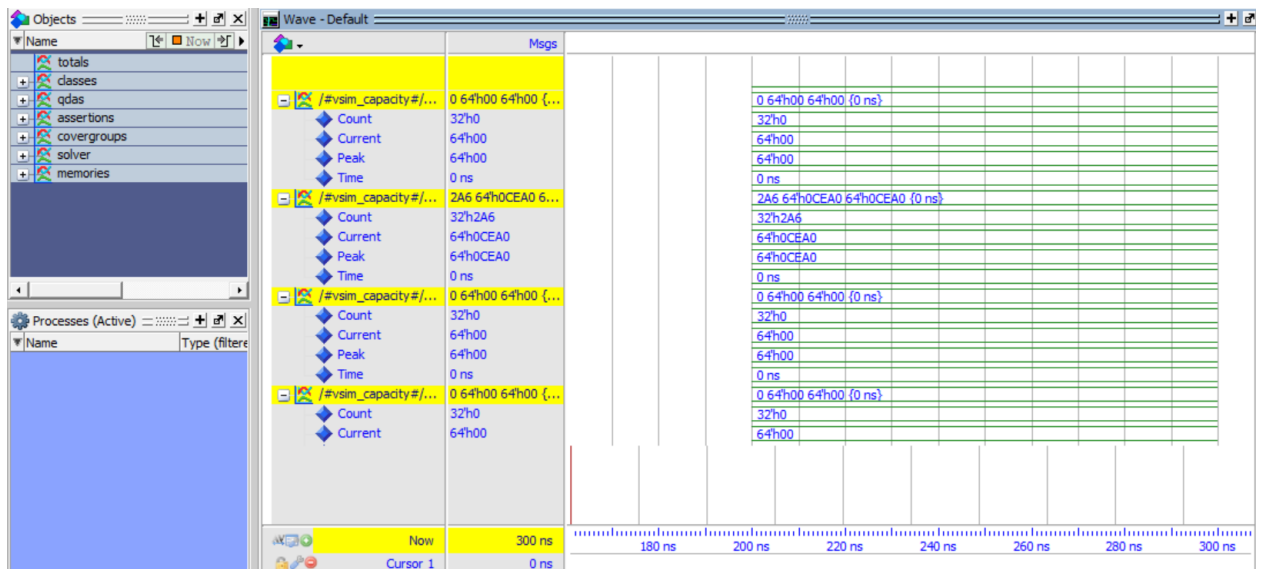 Objects
Name Now
totals
classes
qdas
assertions
covergroups
solver
memories
Processes (Active)
Name Type (filtere
Wave - Default
Msgs
/#vsim_capacity#/... 0 64'h00 64'h00 {... 0 64'h00 64'h00 {0 ns}
Count 32'h0 32'h0
Current 64'h00 64'h00
Peak 64'h00 64'h00
Time 0 ns 0 ns
/#vsim_capacity#/... 2A6 64'h0CEA0 6... 2A6 64'h0CEA0 64'h0CEA0 {0 ns}
Count 32'h2A6 32'h2A6
Current 64'h0CEA0 64'h0CEA0
Peak 64'h0CEA0 64'h0CEA0
Time 0 ns 0 ns
/#vsim_capacity#/... 0 64'h00 64'h00 {... 0 64'h00 64'h00 {0 ns}
Count 32'h0 32'h0
Current 64'h00 64'h00
Peak 64'h00 64'h00
Time 0 ns 0 ns
/#vsim_capacity#/... 0 64'h00 64'h00 {... 0 64'h00 64'h00 {0 ns}
Count 32'h0 32'h0
Current 64'h00 64'h00
Now 300 ns
180 ns 200 ns 220 ns 240 ns 260 ns 280 ns 300 ns
Cursor 1 0 ns